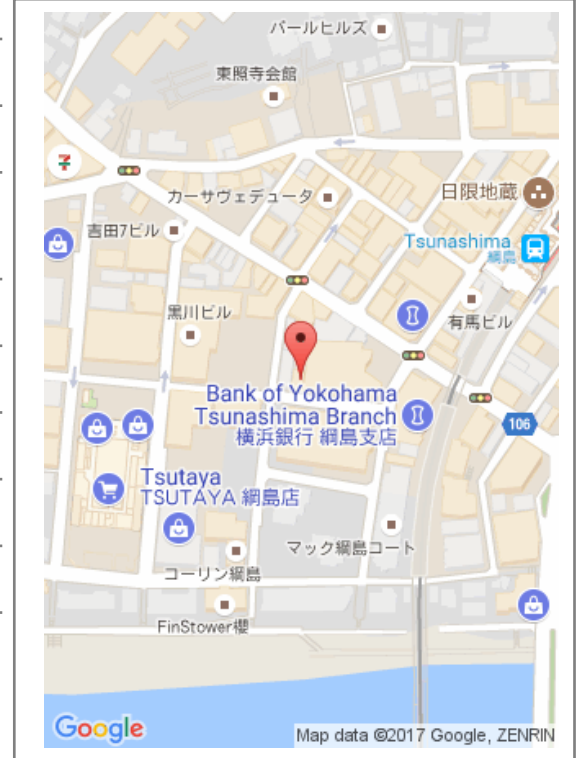 パールヒルズ
東照寺会館
カーサヴェデュータ
日限地蔵
吉田7ビル
Tsunashima
綱島
黒川ビル
有馬ビル
Bank of Yokohama
Tsunashima Branch
横浜銀行 綱島支店
106
Tsutaya
TSUTAYA 綱島店
マック綱島コート
コーリン綱島
FinStower櫻
Google
Map data ©2017 Google, ZENRIN